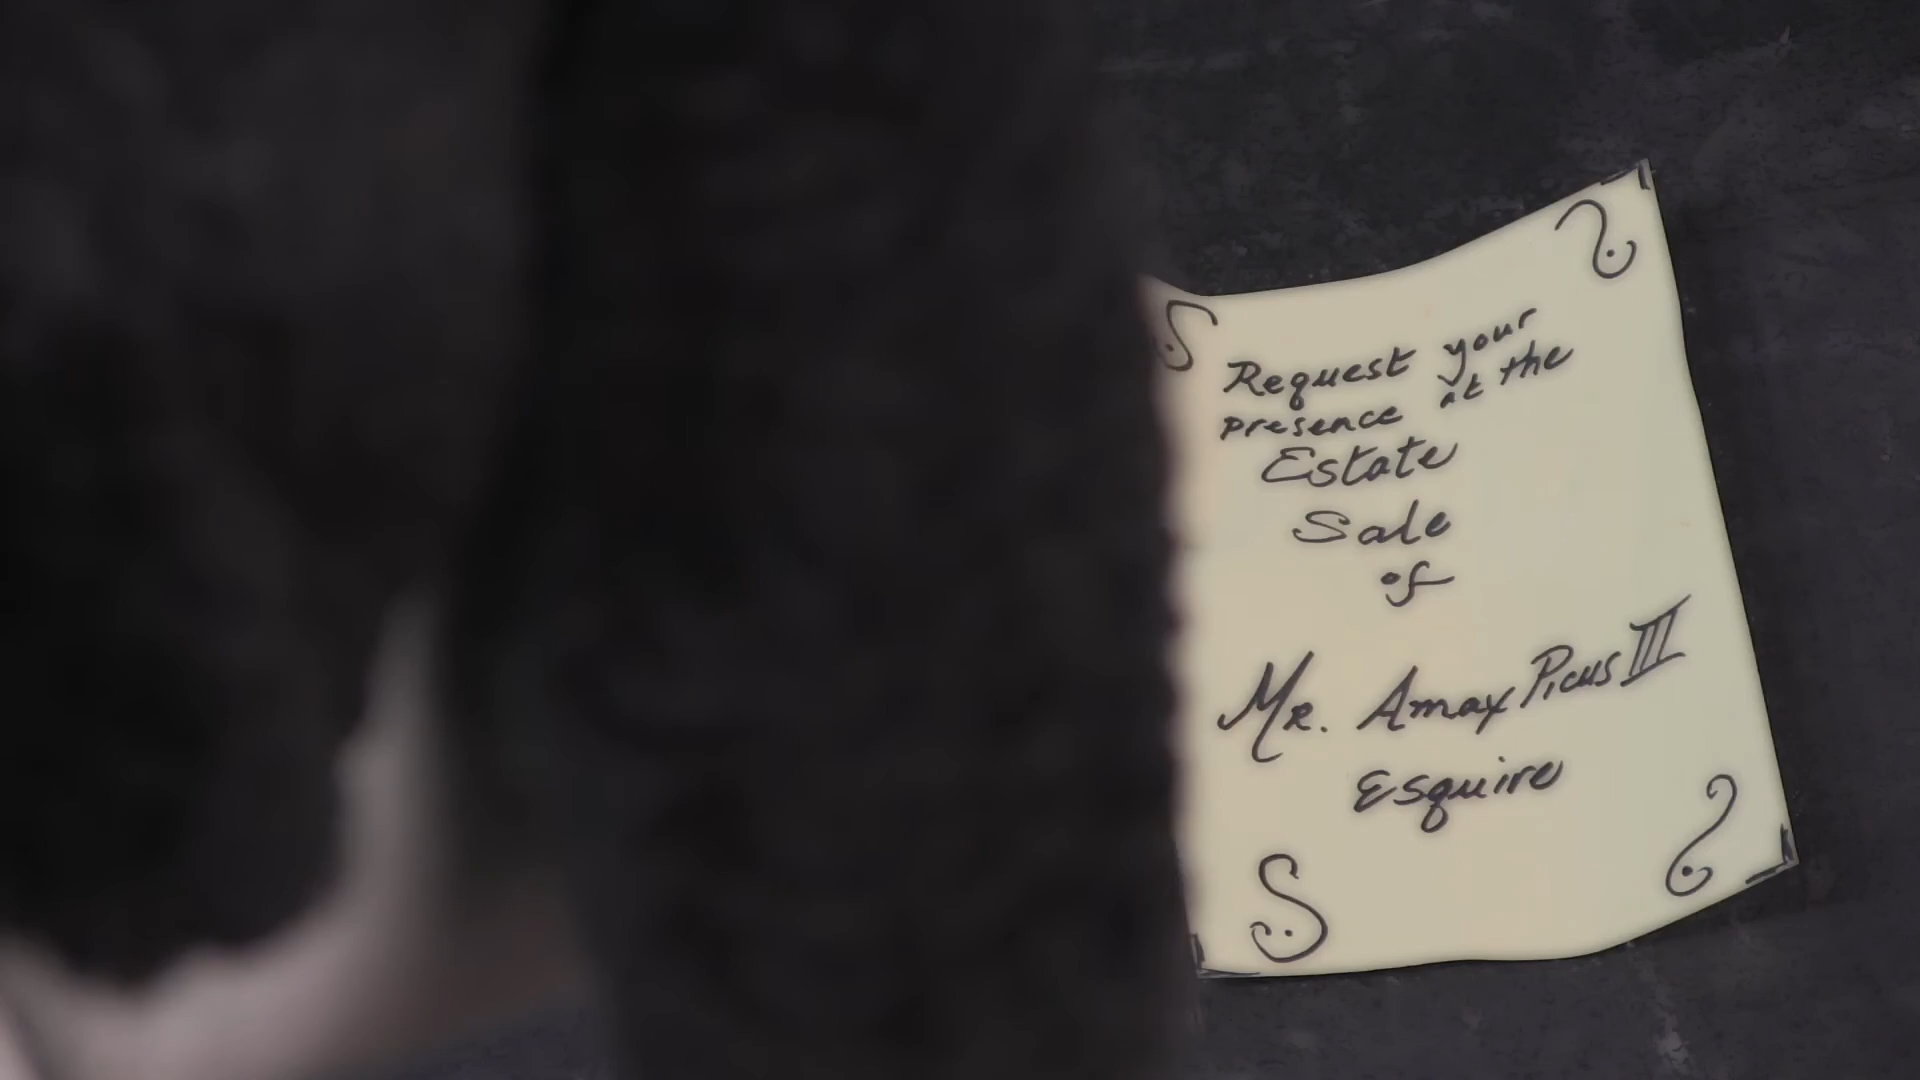 Request your
presence at the
Estate
Sale
of
Mr. Amax Picus III
Esquire